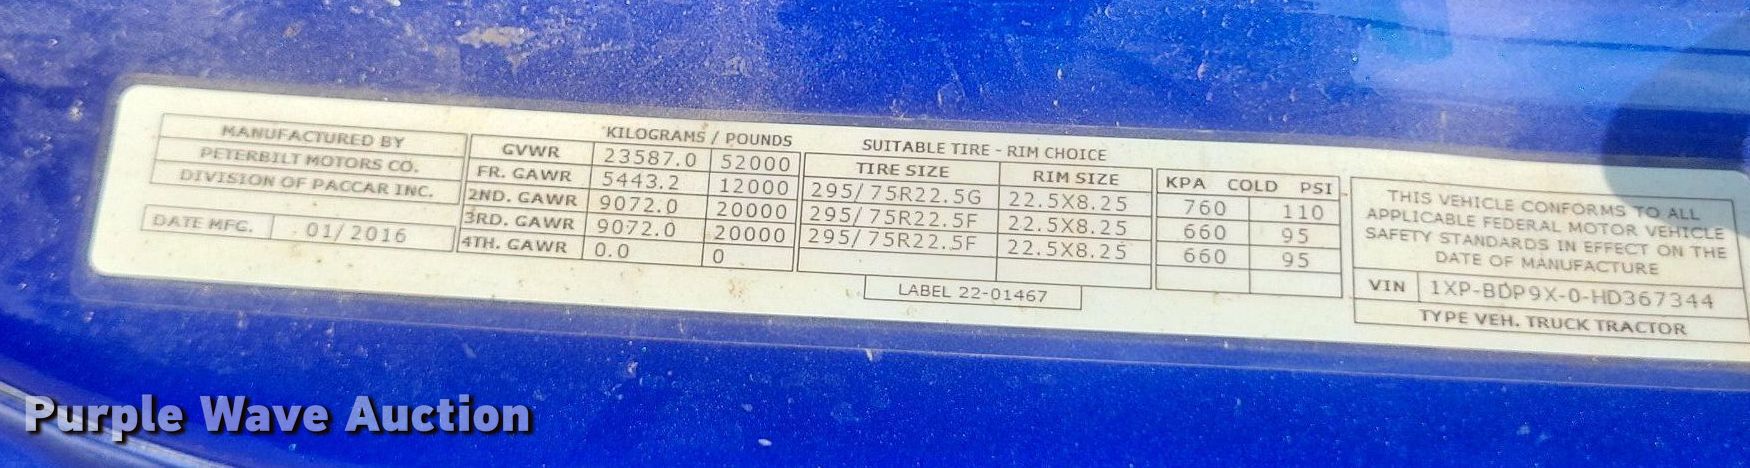 MANUFACTURED BY
PETERBILT MOTORS CO.
DIVISION OF PACCAR INC.
DATE MFG. 01/2016
KILOGRAMS / POUNDS
GVWR 23587.0 52000
FR. GAWR 5443.2 12000
2ND. GAWR 9072.0 20000
3RD. GAWR 9072.0 20000
4TH. GAWR 0.0 0
SUITABLE TIRE - RIM CHOICE
TIRE SIZE RIM SIZE KPA COLD PSI
295/75R22.5G 22.5X8.25 760 110
295/75R22.5F 22.5X8.25 660 95
295/75R22.5F 22.5X8.25 660 95
LABEL 22-01467
THIS VEHICLE CONFORMS TO ALL
APPLICABLE FEDERAL MOTOR VEHICLE
SAFETY STANDARDS IN EFFECT ON THE
DATE OF MANUFACTURE
VIN 1XP-BDP9X-0-HD367344
TYPE VEH. TRUCK TRACTOR
Purple Wave Auction